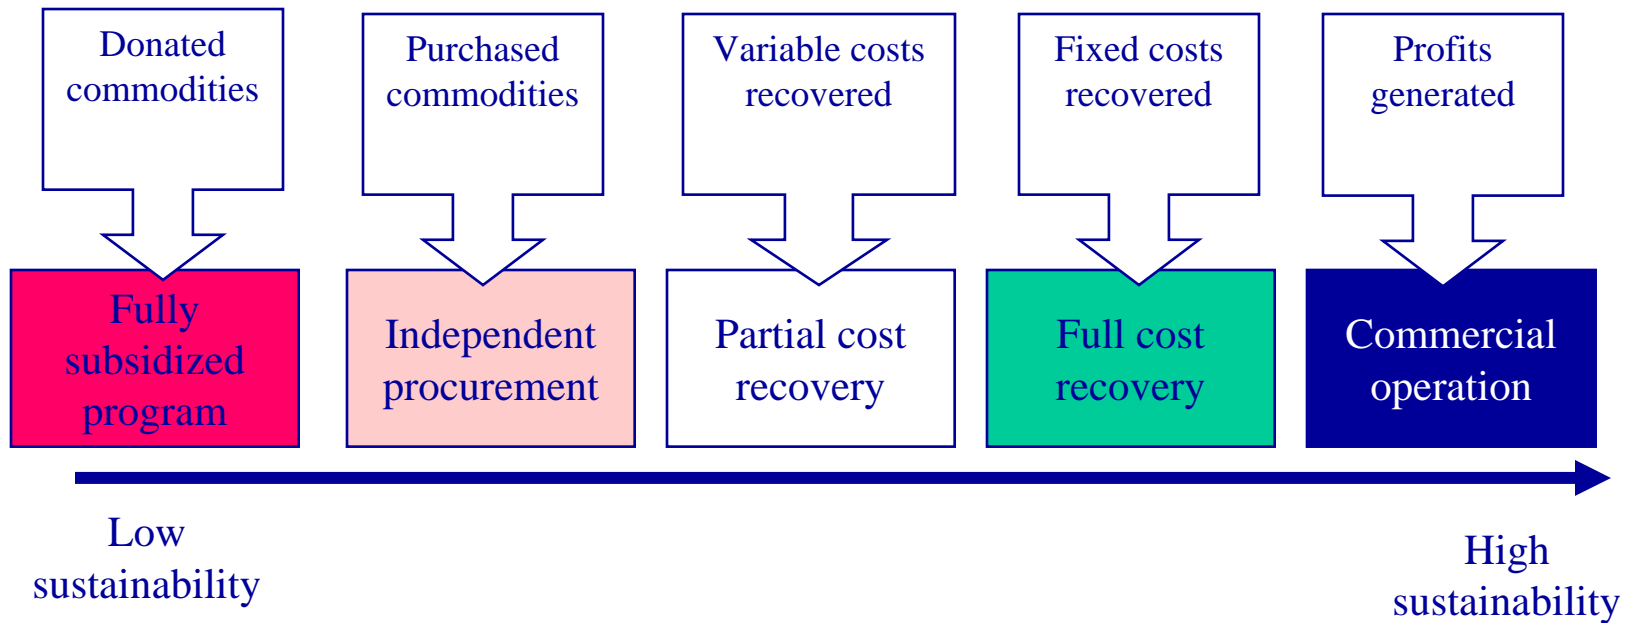 Donated
commodities
Purchased
commodities
Variable costs
recovered
Fixed costs
recovered
Profits
generated
Fully
subsidized
program
Independent
procurement
Partial cost
recovery
Full cost
recovery
Commercial
operation
Low
sustainability
High
sustainability